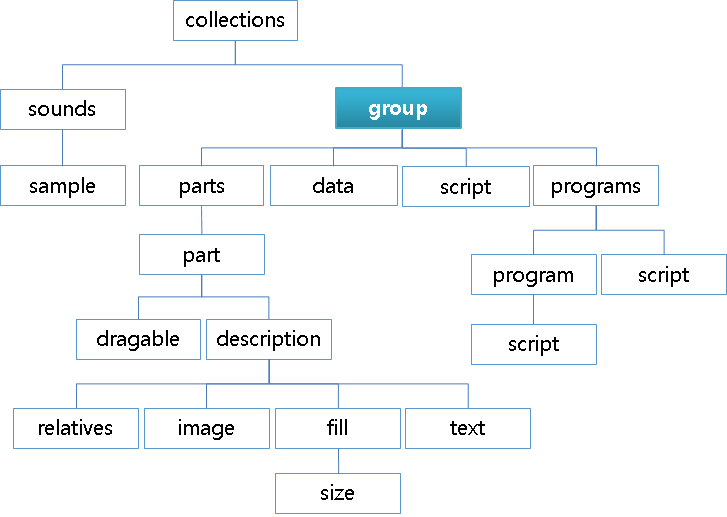 collections
sounds
group
sample
parts
data
script
programs
part
program
script
dragable
description
script
relatives
image
fill
text
size